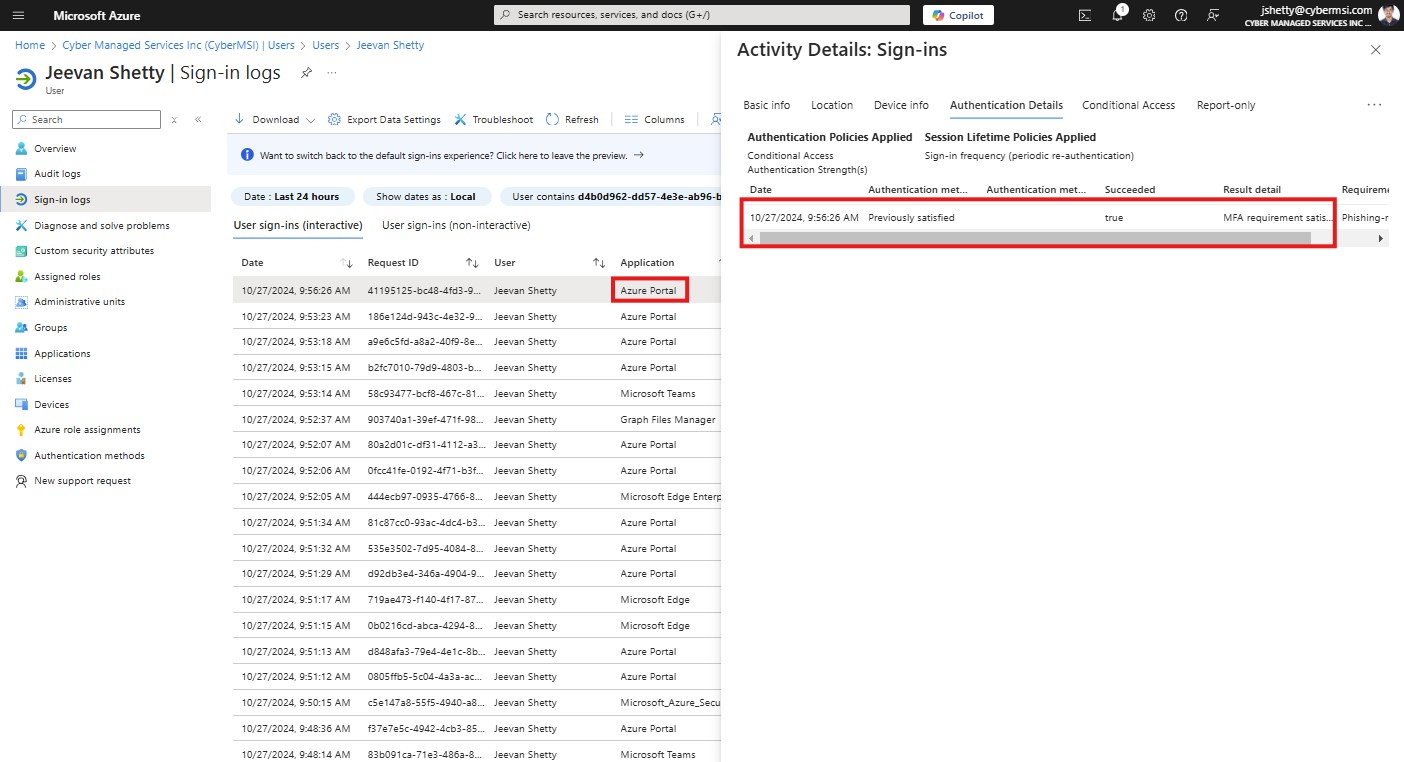 Microsoft Azure
Search resources, services, and docs (G+/)
Copilot
1
jshetty@cybermsi.com
CYBER MANAGED SERVICES INC ...
Home > Cyber Managed Services Inc (CyberMSI) | Users > Users > Jeevan Shetty
Jeevan Shetty | Sign-in logs
User
Search
Overview
Audit logs
Sign-in logs
Diagnose and solve problems
Custom security attributes
Assigned roles
Administrative units
Groups
Applications
Licenses
Devices
Azure role assignments
Authentication methods
New support request
Download
Export Data Settings
Troubleshoot
Refresh
Columns
Want to switch back to the default sign-ins experience? Click here to leave the preview. →
Date : Last 24 hours
Show dates as : Local
User contains d4b0d962-dd57-4e3e-ab96-b
User sign-ins (interactive)
User sign-ins (non-interactive)
Date Request ID User Application
10/27/2024, 9:56:26 AM 41195125-bc48-4fd3-9... Jeevan Shetty Azure Portal
10/27/2024, 9:53:23 AM 186e124d-943c-4e32-9... Jeevan Shetty Azure Portal
10/27/2024, 9:53:18 AM a9e6c5fd-a8a2-40f9-8e... Jeevan Shetty Azure Portal
10/27/2024, 9:53:15 AM b2fc7010-79d9-4803-b... Jeevan Shetty Azure Portal
10/27/2024, 9:53:14 AM 58c93477-bcf8-467c-81... Jeevan Shetty Microsoft Teams
10/27/2024, 9:52:37 AM 903740a1-39ef-471f-98... Jeevan Shetty Graph Files Manager
10/27/2024, 9:52:07 AM 80a2d01c-df31-4112-a3... Jeevan Shetty Azure Portal
10/27/2024, 9:52:06 AM 0fcc41fe-0192-4f71-b3f... Jeevan Shetty Azure Portal
10/27/2024, 9:52:05 AM 444ecb97-0935-4766-8... Jeevan Shetty Microsoft Edge Enterp
10/27/2024, 9:51:34 AM 81c87cc0-93ac-4dc4-b3... Jeevan Shetty Azure Portal
10/27/2024, 9:51:32 AM 535e3502-7d95-4084-8... Jeevan Shetty Azure Portal
10/27/2024, 9:51:29 AM d92db3e4-346a-4904-9... Jeevan Shetty Azure Portal
10/27/2024, 9:51:17 AM 719ae473-f140-4f17-87... Jeevan Shetty Microsoft Edge
10/27/2024, 9:51:15 AM 0b0216cd-abca-4294-8... Jeevan Shetty Microsoft Edge
10/27/2024, 9:51:13 AM d848afa3-79e4-4e1c-8b... Jeevan Shetty Azure Portal
10/27/2024, 9:51:12 AM 0805ffb5-5c04-4a3a-ac... Jeevan Shetty Azure Portal
10/27/2024, 9:50:15 AM c5e147a8-55f5-4940-a8... Jeevan Shetty Microsoft_Azure_Secu
10/27/2024, 9:48:36 AM f37e7e5c-4942-4cb3-85... Jeevan Shetty Azure Portal
10/27/2024, 9:48:14 AM 83b091ca-71e3-486a-8... Jeevan Shetty Microsoft Teams
Activity Details: Sign-ins
Basic info Location Device info Authentication Details Conditional Access Report-only
Authentication Policies Applied Session Lifetime Policies Applied
Conditional Access Sign-in frequency (periodic re-authentication)
Authentication Strength(s)
Date Authentication met... Authentication met... Succeeded Result detail Requireme
10/27/2024, 9:56:26 AM Previously satisfied true MFA requirement satis... Phishing-r